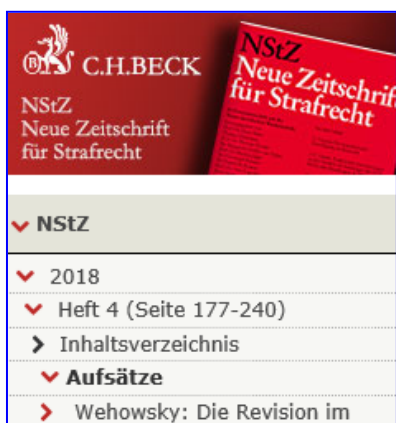 C.H.BECK
NStZ
Neue Zeitschrift
für Strafrecht
NStZ
Neue Zeitschrift
für Strafrecht
NStZ
2018
Heft 4 (Seite 177-240)
Inhaltsverzeichnis
Aufsätze
Wehowsky: Die Revision im